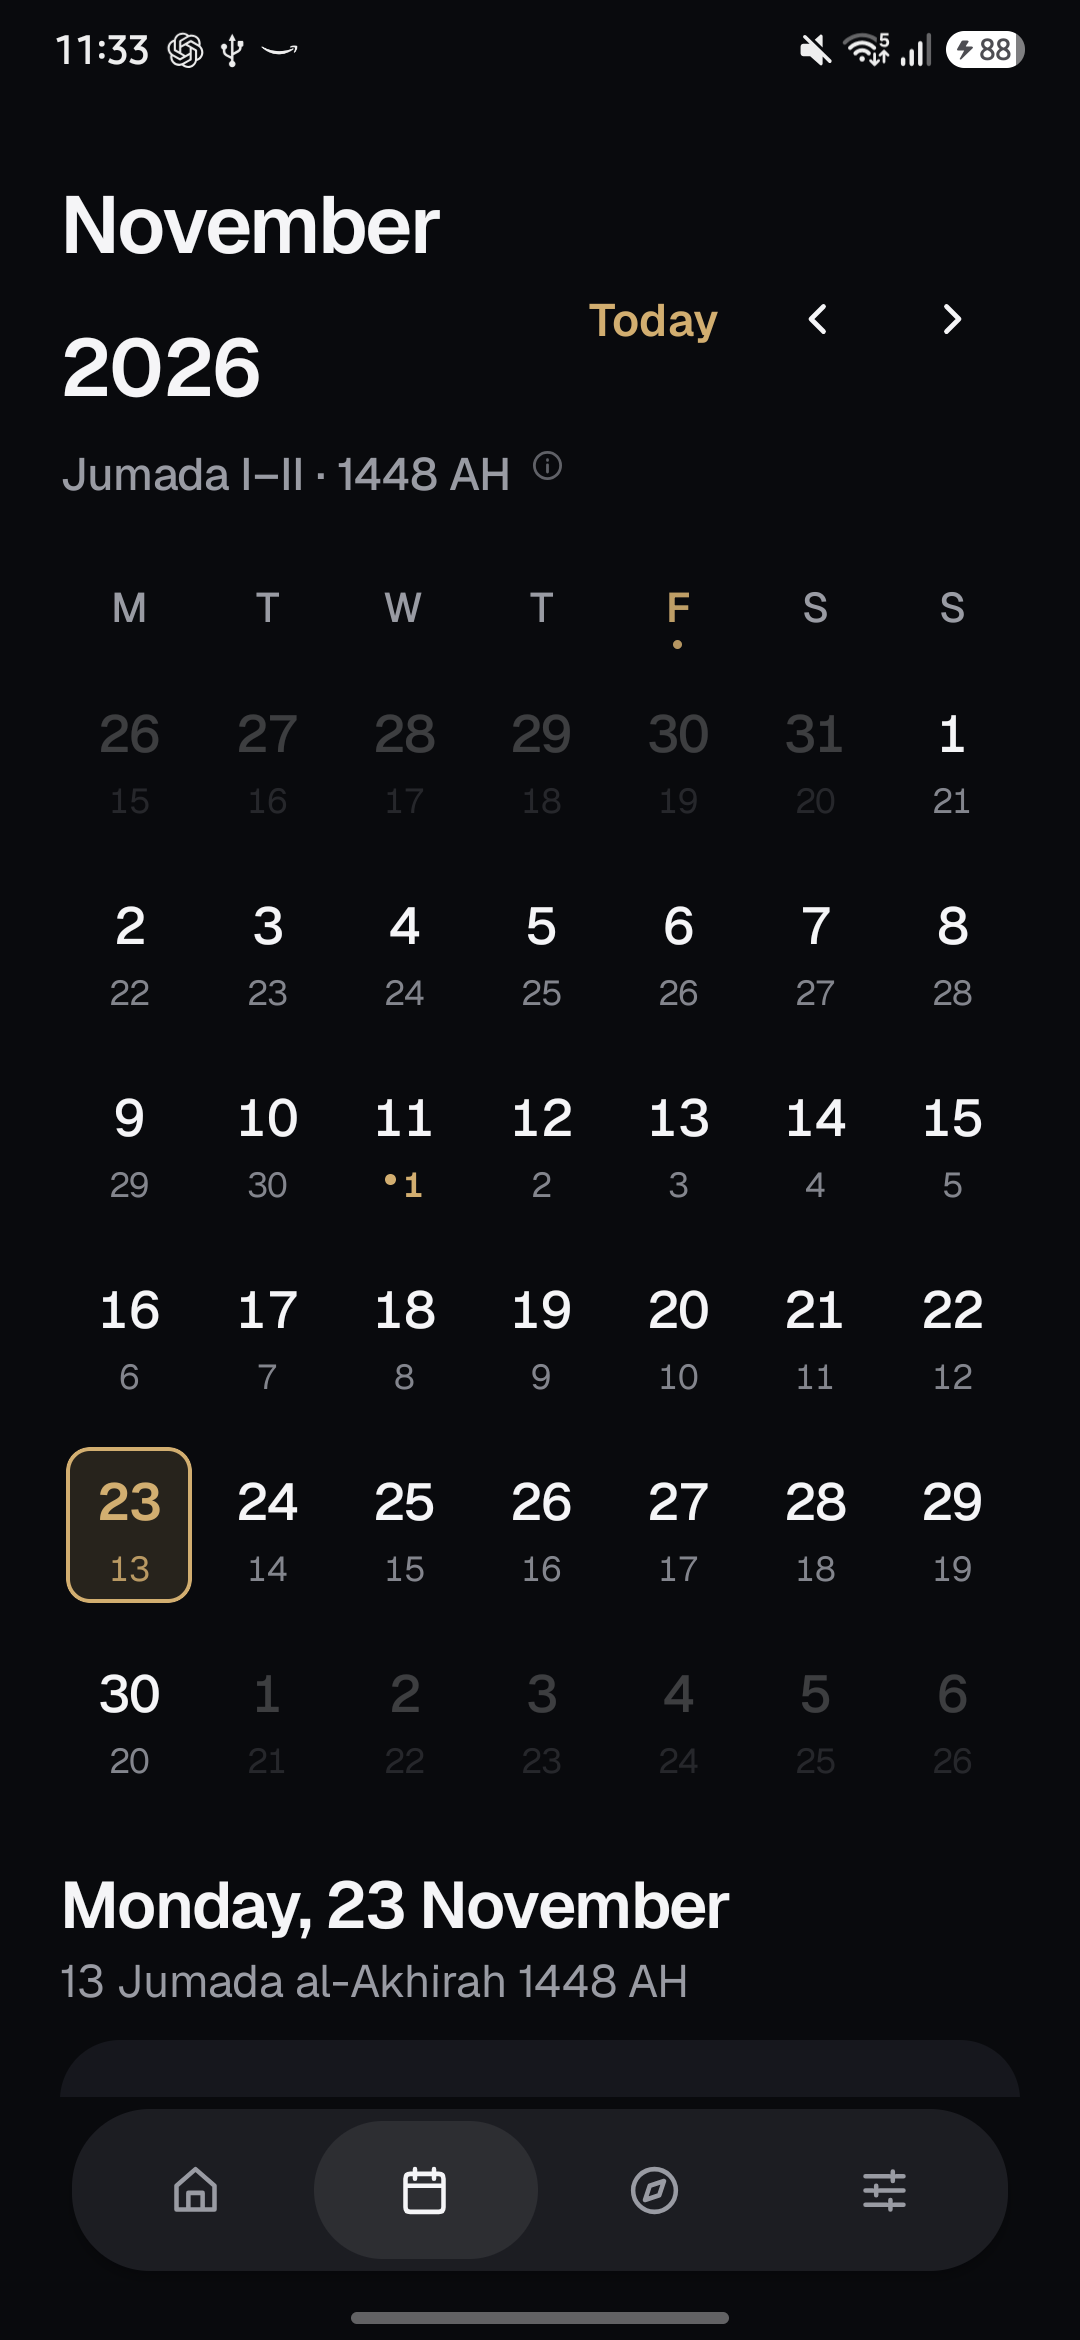 11:33
5
88
November
2026
Today
Jumada I–II · 1448 AH
M T W T F S S
26 27 28 29 30 31 1
15 16 17 18 19 20 21
2 3 4 5 6 7 8
22 23 24 25 26 27 28
9 10 11 12 13 14 15
29 30 1 2 3 4 5
16 17 18 19 20 21 22
6 7 8 9 10 11 12
23 24 25 26 27 28 29
13 14 15 16 17 18 19
30 1 2 3 4 5 6
20 21 22 23 24 25 26
Monday, 23 November
13 Jumada al-Akhirah 1448 AH